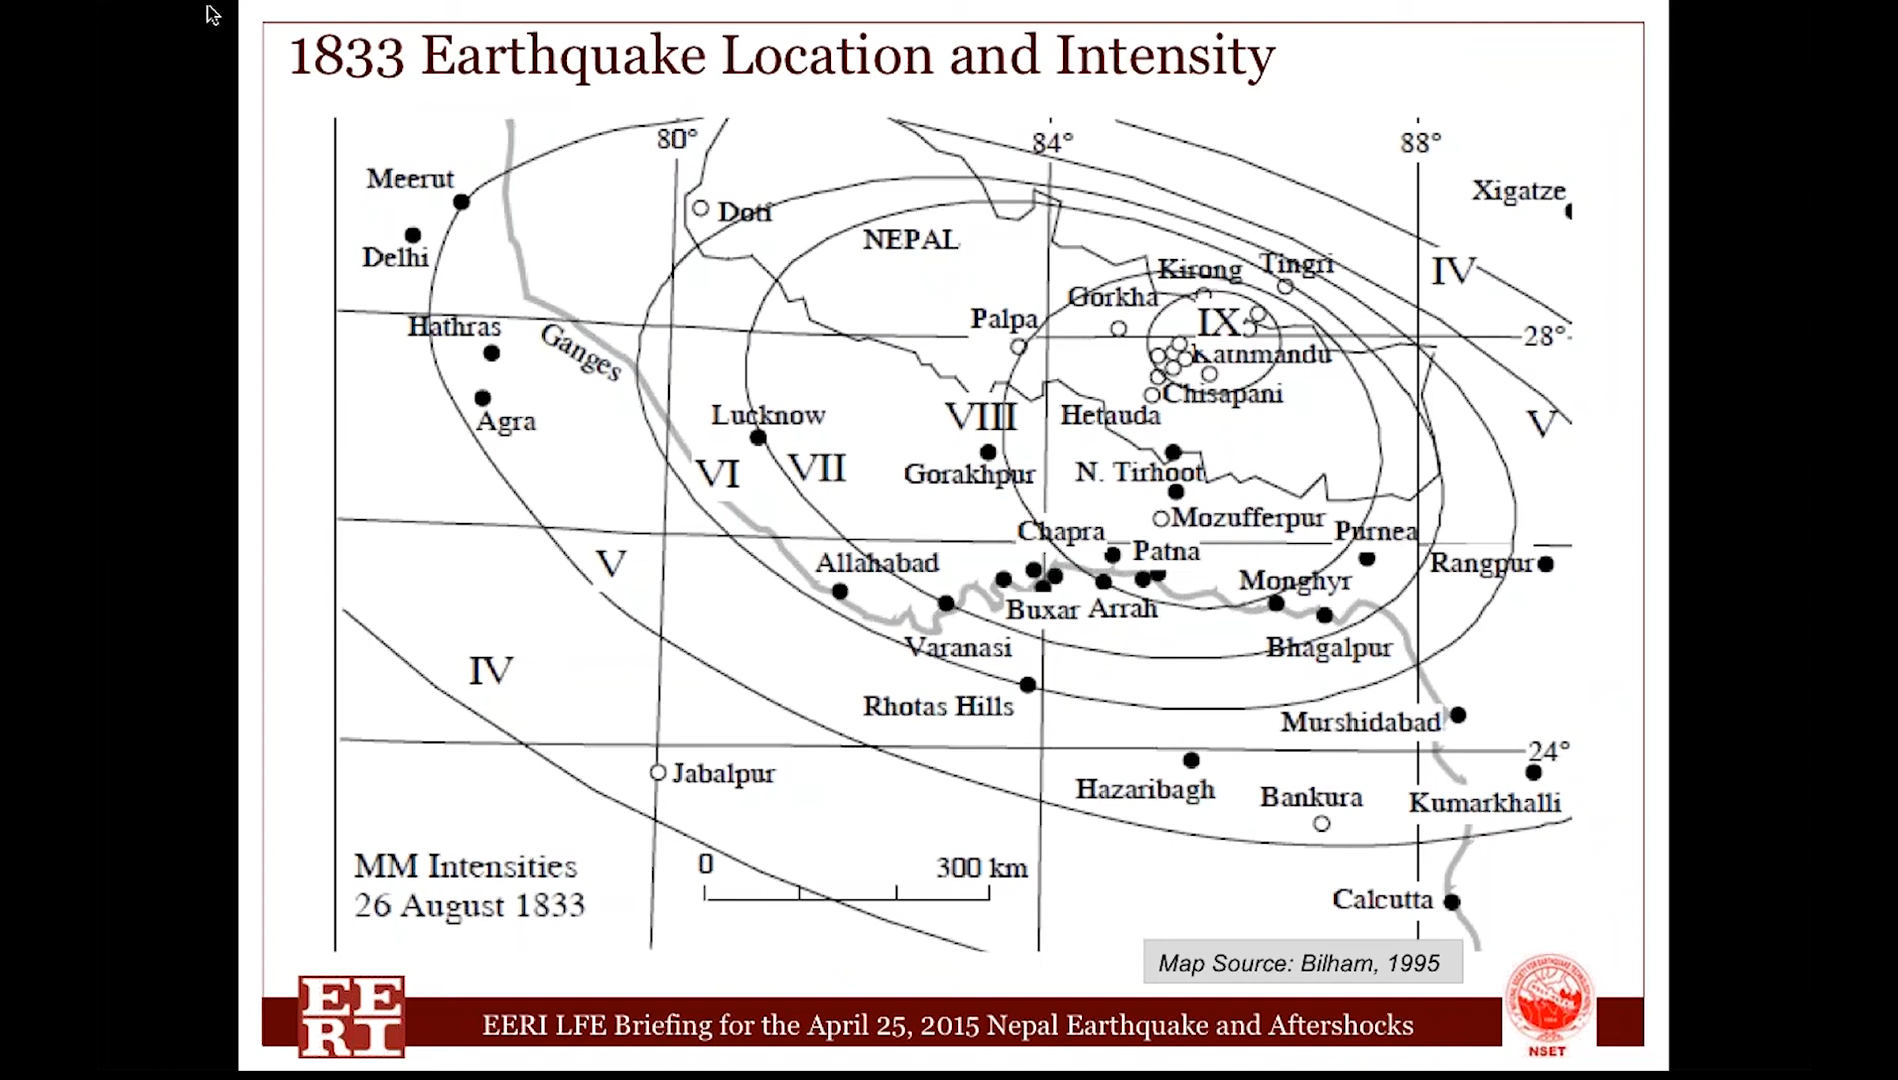 1833 Earthquake Location and Intensity
80°
84°
88°
Meerut
Xigatze
Doti
Delhi
NEPAL
Kirong
Tingri
IV
Gorkha
Palpa
IX
Hathras
28°
Ganges
Kathmandu
Chisapani
Agra
Lucknow
VIII
Hetauda
V
VI
VII
Gorakhpur
N. Tirhoot
Mozufferpur
Chapra
Purnea
Patna
V
Allahabad
Rangpur
Monghyr
Buxar
Arrah
Varanasi
Bhagalpur
IV
Rhotas Hills
Murshidabad
24°
Jabalpur
Hazaribagh
Bankura
Kumarkhalli
MM Intensities
26 August 1833
0
300 km
Calcutta
Map Source: Bilham, 1995
EE
RI
EERI LFE Briefing for the April 25, 2015 Nepal Earthquake and Aftershocks
NSET